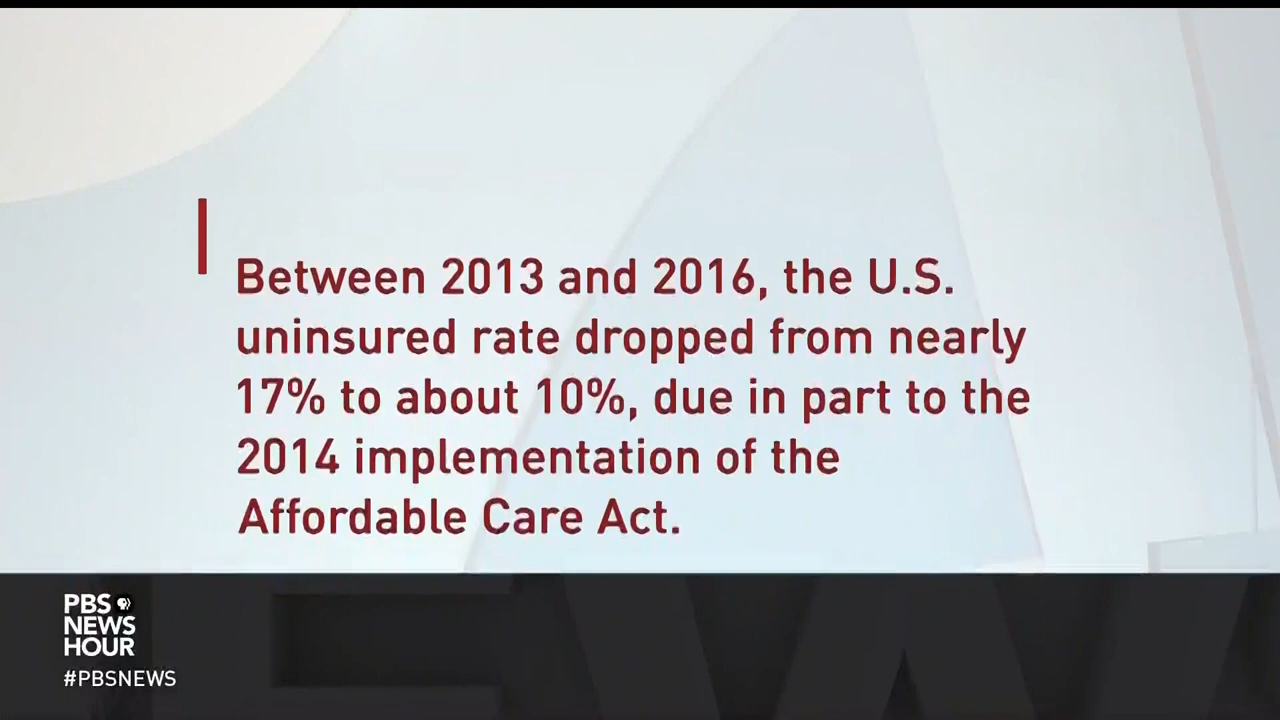 Between 2013 and 2016, the U.S.
uninsured rate dropped from nearly
17% to about 10%, due in part to the
2014 implementation of the
Affordable Care Act.
PBS
NEWS
HOUR
#PBSNEWS